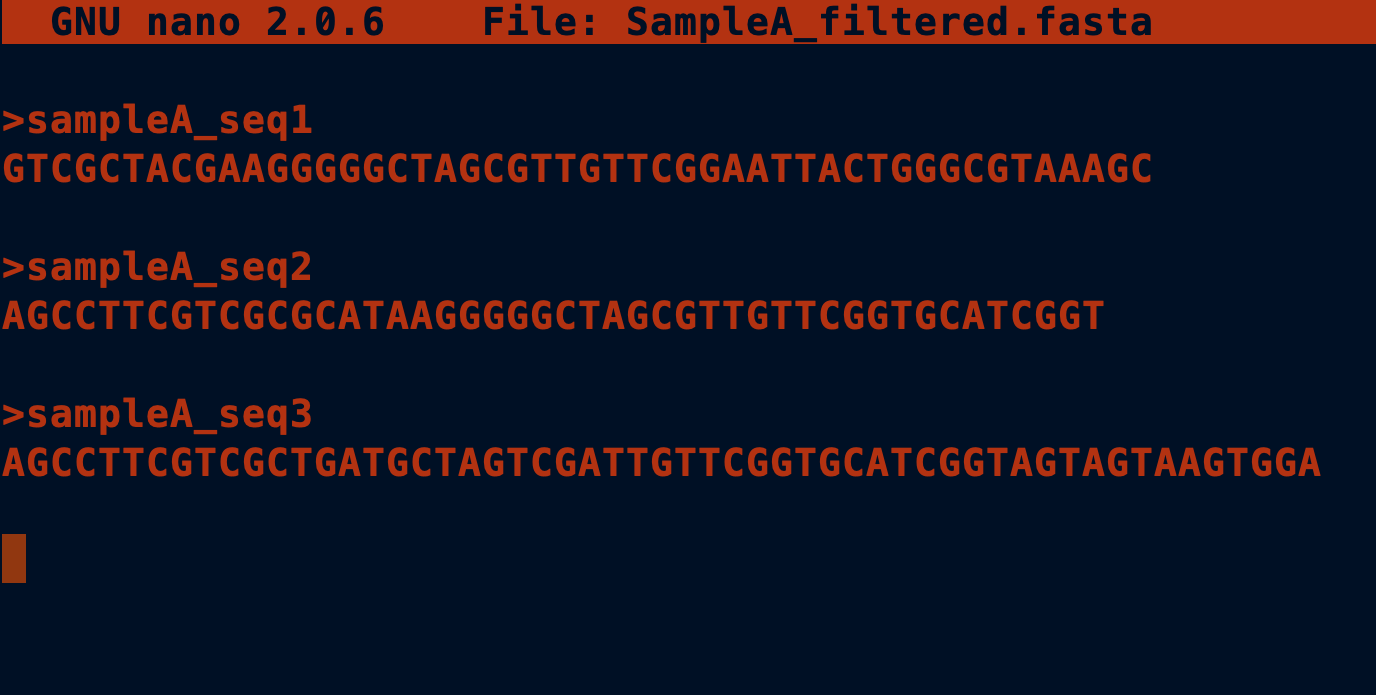 GNU nano 2.0.6 File: SampleA_filtered.fasta
>sampleA_seq1
GTCGCTACGAAGGGGGCTAGCGTTGTTCGGAATTACTGGGCGTAAAGC
>sampleA_seq2
AGCCTTCGTCGCGCATAAGGGGGCTAGCGTTGTTCGGTGCATCGGT
>sampleA_seq3
AGCCTTCGTCGCTGATGCTAGTCGATTGTTCGGTGCATCGGTAGTAGTAAGTGGA